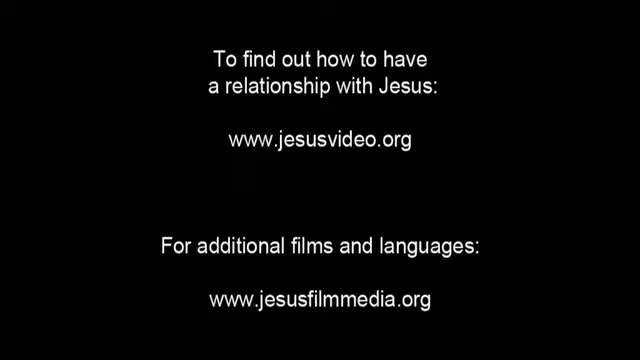 To find out how to have
a relationship with Jesus:
www.jesusvideo.org
For additional films and languages:
www.jesusfilmmedia.org